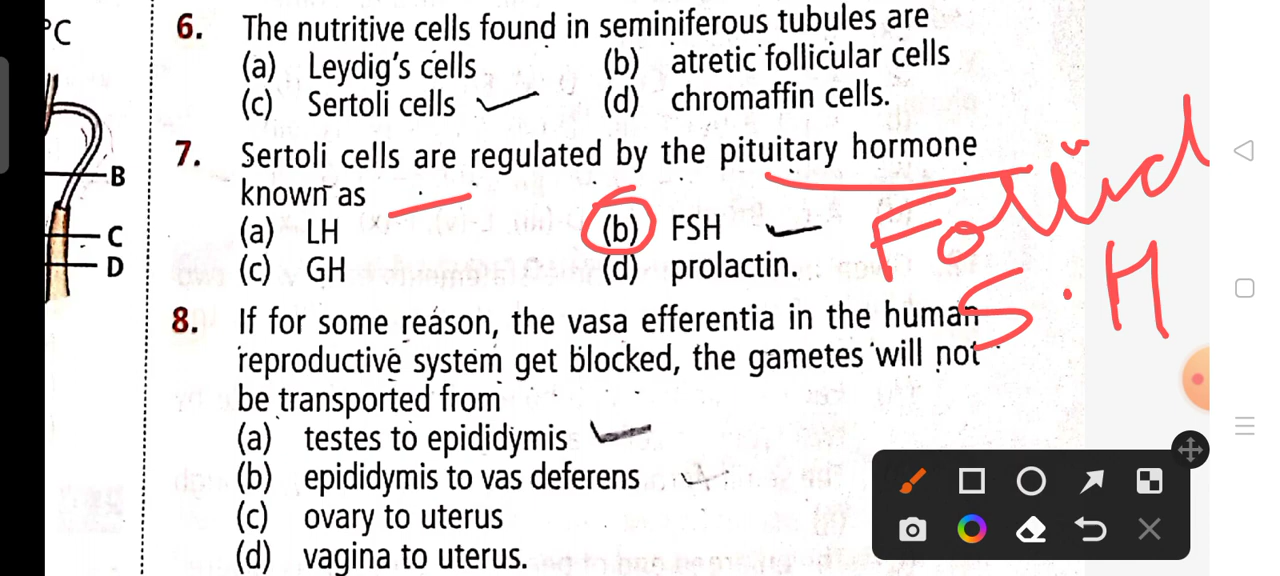 °C
B
C
D
6. The nutritive cells found in seminiferous tubules are
(a) Leydig's cells (b) atretic follicular cells
(c) Sertoli cells (d) chromaffin cells.
7. Sertoli cells are regulated by the pituitary hormone
known as
(a) LH (b) FSH
(c) GH (d) prolactin.
8. If for some reason, the vasa efferentia in the human
reproductive system get blocked, the gametes will not
be transported from
(a) testes to epididymis
(b) epididymis to vas deferens
(c) ovary to uterus
(d) vagina to uterus.
S.H